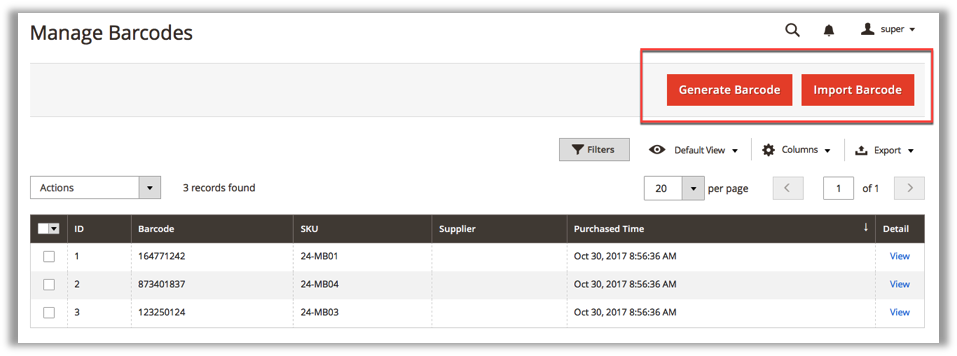 Manage Barcodes
super
Generate Barcode Import Barcode
Filters Default View Columns Export
Actions 3 records found 20 per page 1 of 1
ID Barcode SKU Supplier Purchased Time Detail
1 164771242 24-MB01 Oct 30, 2017 8:56:36 AM View
2 873401837 24-MB04 Oct 30, 2017 8:56:36 AM View
3 123250124 24-MB03 Oct 30, 2017 8:56:36 AM View